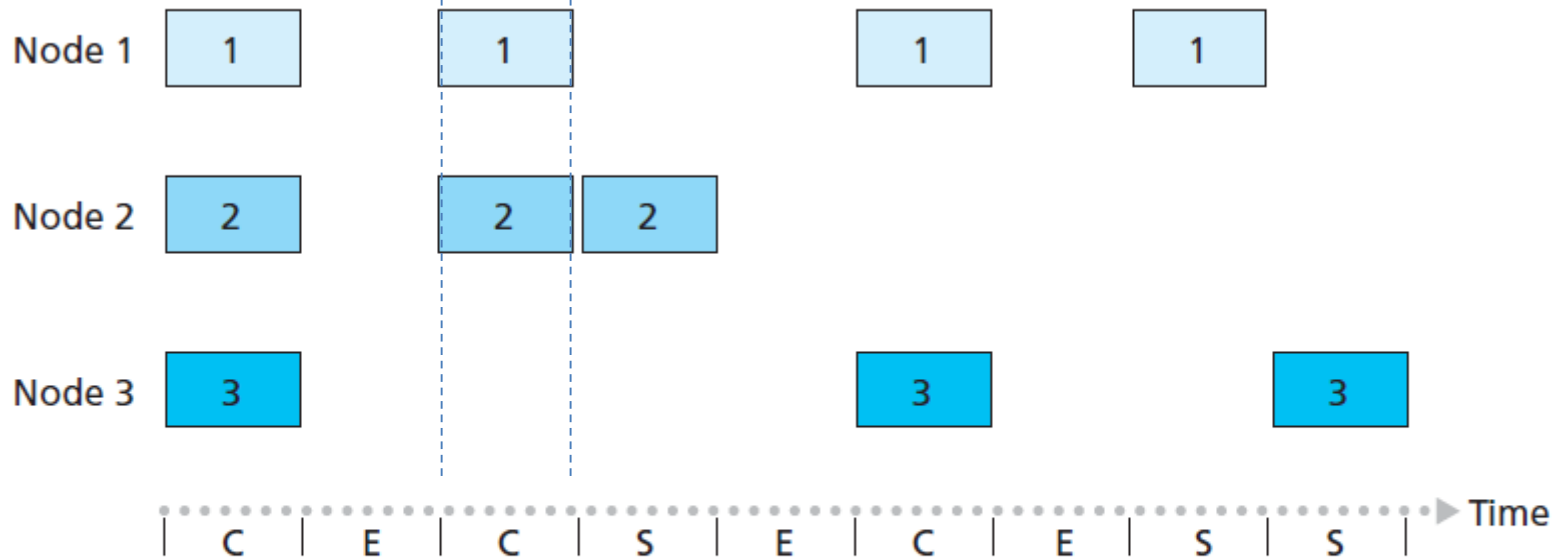 Node 1 1 1 1 1
Node 2 2 2 2
Node 3 3 3 3
Time
C E C S E C E S S